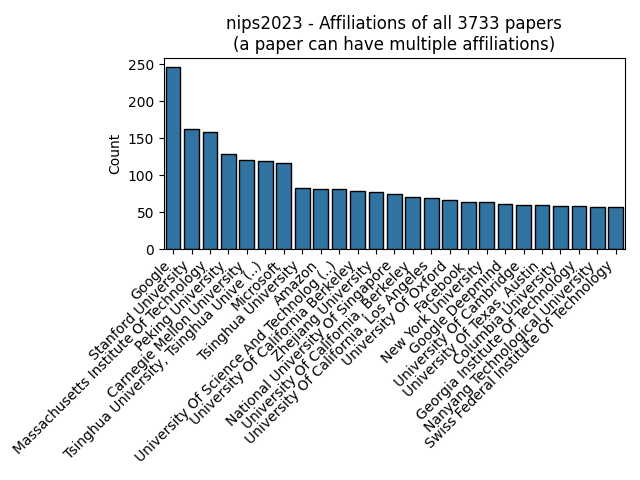 nips2023 - Affiliations of all 3733 papers
(a paper can have multiple affiliations)
250
200
150
100
50
0
Count
Google
Stanford University
Massachusetts Institute Of Technology
Peking University
Carnegie Mellon University
Tsinghua University, Tsinghua Unive (..)
Microsoft
Tsinghua University
Amazon
University Of Science And Technolog (..)
University Of California Berkeley
Zhejiang University
National University Of Singapore
University Of California, Berkeley
University Of California, Los Angeles
University Of Oxford
Facebook
New York University
Google Deepmind
University Of Cambridge
University Of Texas, Austin
Columbia University
Georgia Institute Of Technology
Nanyang Technological University
Swiss Federal Institute Of Technology